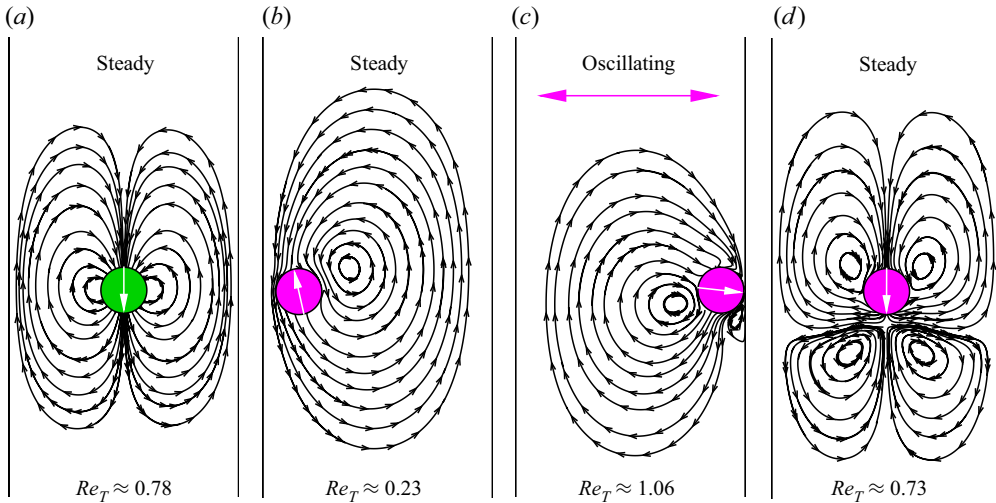 (a) (b) (c) (d)
Steady Steady Oscillating Steady
Re_T ≈ 0.78 Re_T ≈ 0.23 Re_T ≈ 1.06 Re_T ≈ 0.73